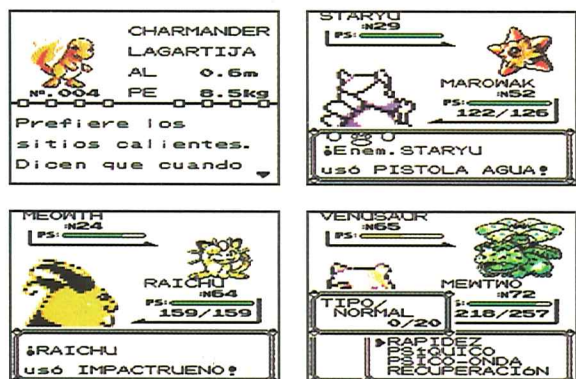 CHARMANDER
LAGARTIJA
AL 0.6m
Nº.004 PE 8.5kg
Prefiere los
sitios calientes.
Dicen que cuando
STARYU
:N29
PS:
MAROWAK
:N52
PS:
122/126
¡Enem.STARYU
usó PISTOLA AGUA!
MEOWTH
:N24
PS:
RAICHU
:N64
PS:
159/159
¡RAICHU
usó IMPACTRUENO!
VENUSAUR
:N65
PS:
MEWTWO
:N72
218/257
TIPO/
NORMAL
0/20
RAPIDEZ
PSíQUICO
PSICO-ONDA
RECUPERACIóN